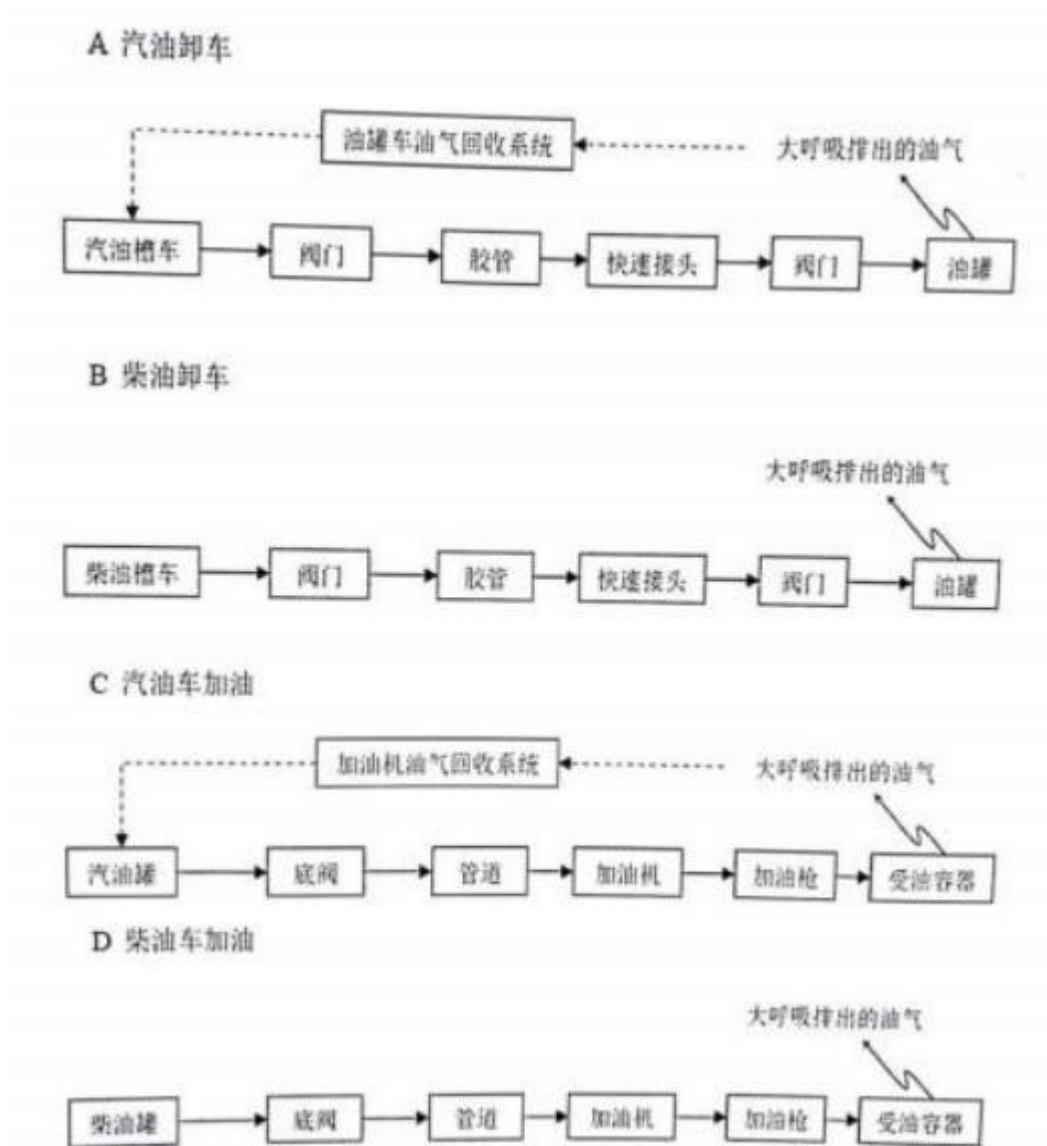 A 汽油卸车
油罐车油气回收系统 大呼吸排出的油气
汽油槽车 阀门 胶管 快速接头 阀门 油罐
B 柴油卸车
大呼吸排出的油气
柴油槽车 阀门 胶管 快速接头 阀门 油罐
C 汽油车加油
加油机油气回收系统 大呼吸排出的油气
汽油罐 底阀 管道 加油机 加油枪 受油容器
D 柴油车加油
大呼吸排出的油气
柴油罐 底阀 管道 加油机 加油枪 受油容器